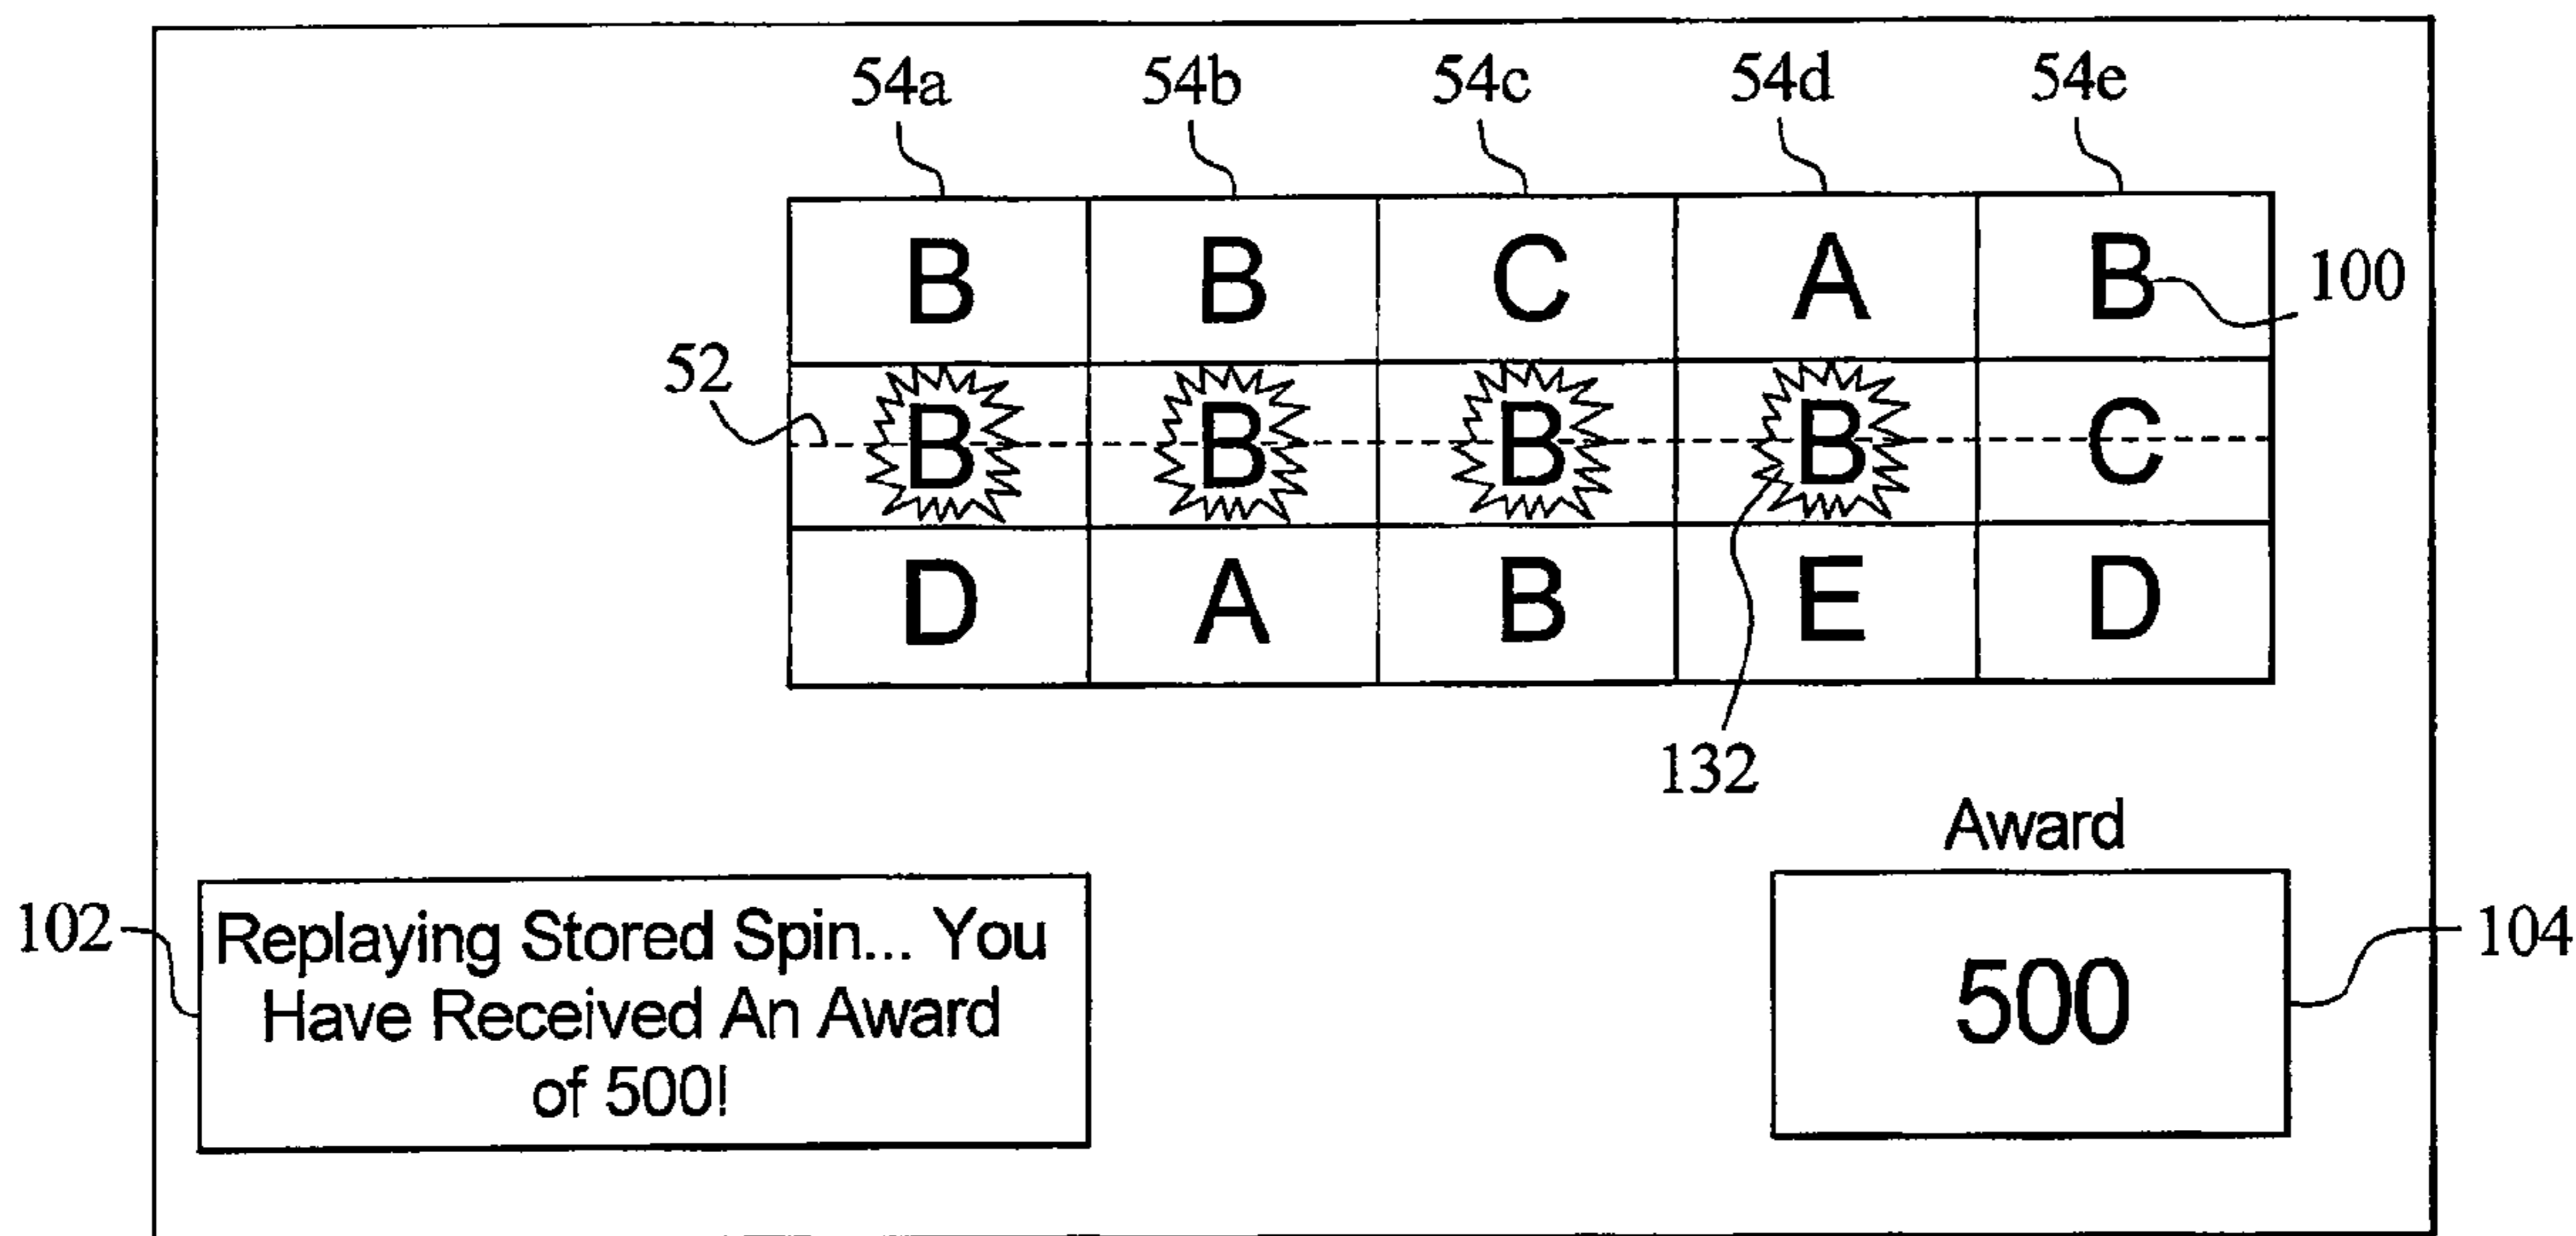 54a 54b 54c 54d 54e
B B C A B 100
52
B B B B C
D A B E D
132
Award
102 Replaying Stored Spin... You
Have Received An Award
of 500!
500 104